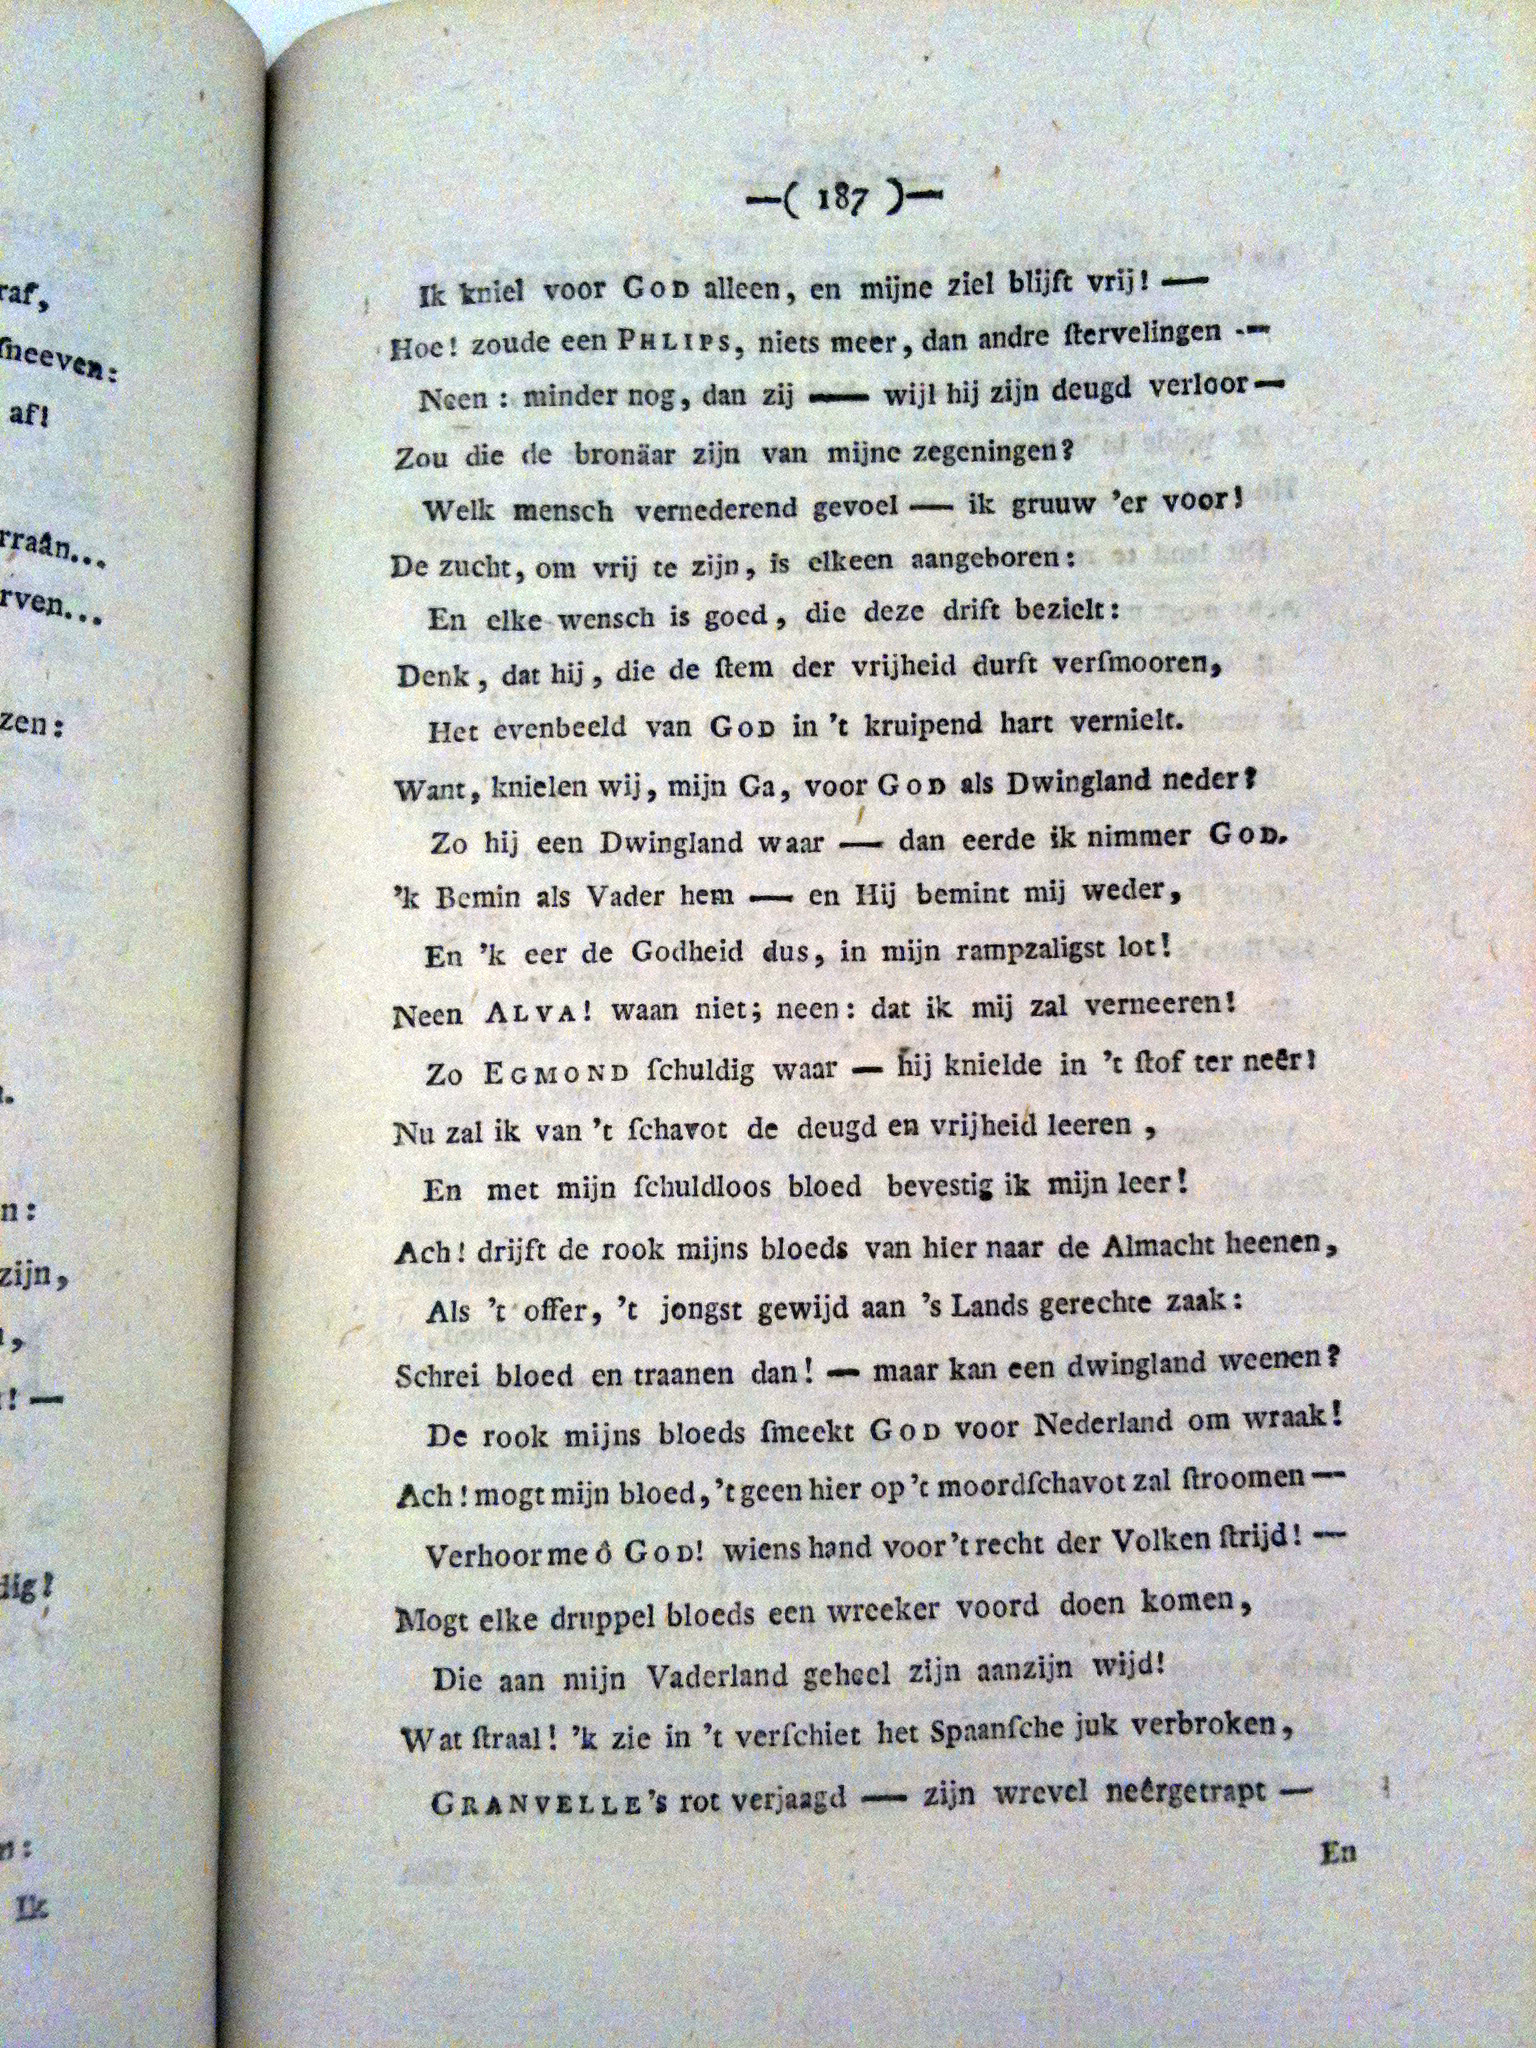 raf,
ſneeven:
af!
rraân...
rven...
zen:
n:
zijn,
! —
dig!
n:
Ik
—( 187 )—
Ik kniel voor GOD alleen, en mijne ziel blijft vrij! —
Hoe! zoude een PHLIPS, niets meer, dan andre ſtervelingen --
Neen: minder nog, dan zij — wijl hij zijn deugd verloor —
Zou die de bronäar zijn van mijne zegeningen?
Welk mensch vernederend gevoel — ik gruuw 'er voor!
De zucht, om vrij te zijn, is elkeen aangeboren:
En elke wensch is goed, die deze drift bezielt:
Denk, dat hij, die de ſtem der vrijheid durft verſmooren,
Het evenbeeld van GOD in 't kruipend hart vernielt.
Want, knielen wij, mijn Ga, voor GOD als Dwingland neder?
Zo hij een Dwingland waar — dan eerde ik nimmer GOD.
'k Bemin als Vader hem — en Hij bemint mij weder,
En 'k eer de Godheid dus, in mijn rampzaligst lot!
Neen ALVA! waan niet; neen: dat ik mij zal verneeren!
Zo EGMOND ſchuldig waar — hij knielde in 't ſtof ter neêr!
Nu zal ik van 't ſchavot de deugd en vrijheid leeren,
En met mijn ſchuldloos bloed bevestig ik mijn leer!
Ach! drijft de rook mijns bloeds van hier naar de Almacht heenen,
Als 't offer, 't jongst gewijd aan 's Lands gerechte zaak:
Schrei bloed en traanen dan! — maar kan een dwingland weenen?
De rook mijns bloeds ſmeekt GOD voor Nederland om wraak!
Ach! mogt mijn bloed, 't geen hier op 't moordſchavot zal ſtroomen —
Verhoor me ô GOD! wiens hand voor 't recht der Volken ſtrijd! —
Mogt elke druppel bloeds een wreeker voord doen komen,
Die aan mijn Vaderland geheel zijn aanzijn wijd!
Wat ſtraal! 'k zie in 't verſchiet het Spaanſche juk verbroken,
GRANVELLE's rot verjaagd — zijn wrevel neêrgetrapt —
En